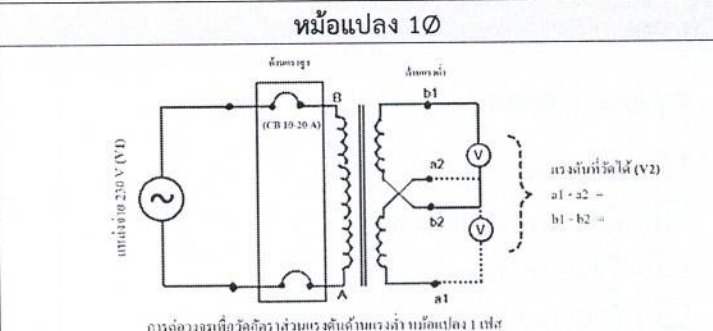 หม้อแปลง 1Ø
ด้านแรงสูง
ด้านแรงต่ำ
B
b1
(CB 10-20 A)
V
แหล่งจ่าย 230 V (V1)
a2
แรงดันที่วัดได้ (V2)
a1 - a2 =
b2
b1 - b2 =
V
A
a1
การต่อวงจรเพื่อวัดอัตราส่วนแรงดันด้านแรงต่ำ หม้อแปลง 1 เฟส